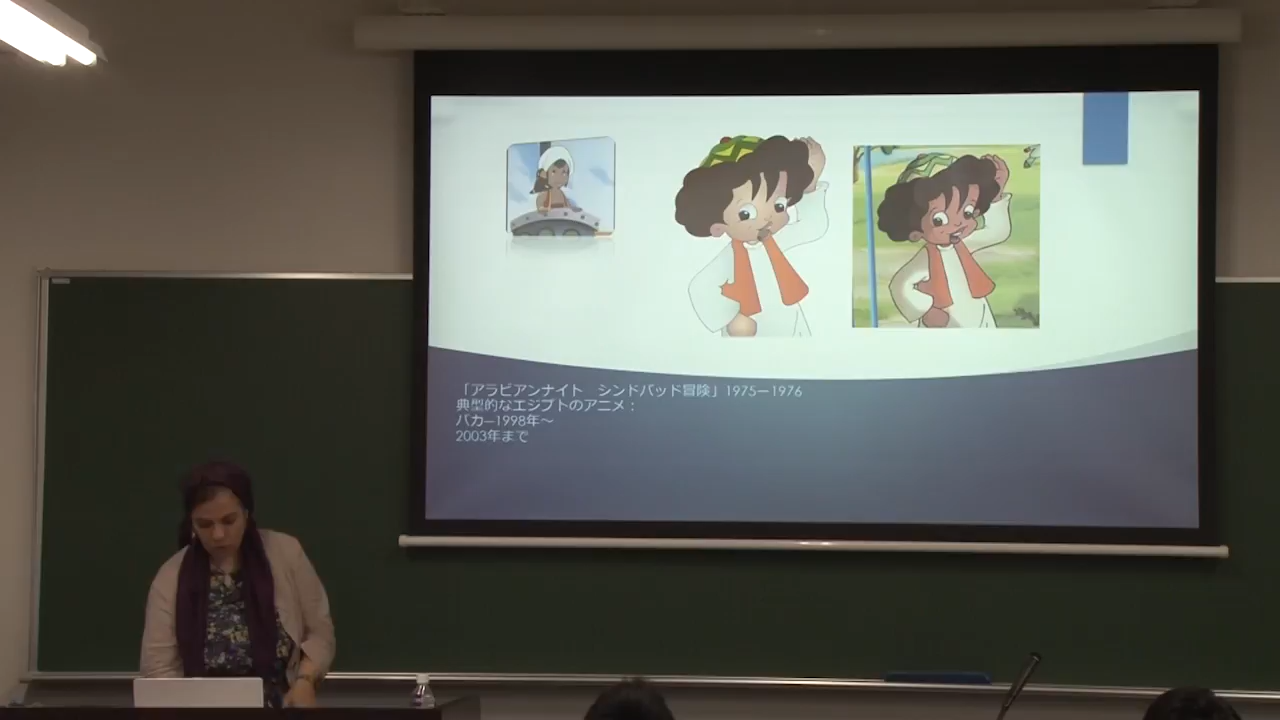 「アラビアンナイト　シンドバッド冒険」1975ー1976
典型的なエジプトのアニメ：
バカー1998年～
2003年まで